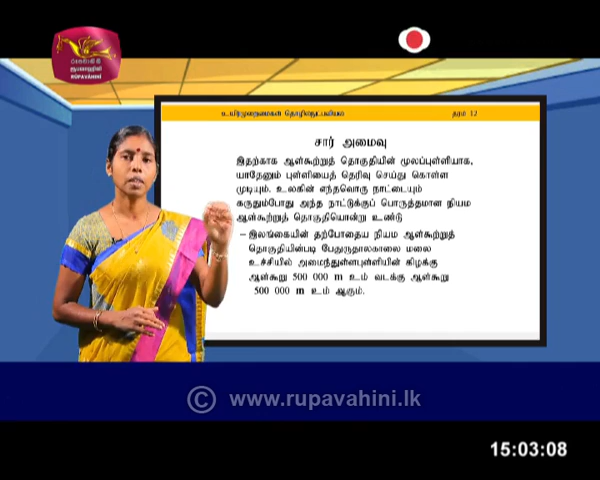 RUPAVAHINI
உயிர்முறைமைகள் தொழினுட்பவியல் தரம் 12
சார் அமைவு
இதற்காக ஆள்கூற்றுத் தொகுதியின் மூலப்புள்ளியாக,
யாதேனும் புள்ளியைத் தெரிவு செய்து கொள்ள
முடியும். உலகின் எந்தவொரு நாட்டையும்
கருதும்போது அந்த நாட்டுக்குப் பொருத்தமான நியம
ஆள்கூற்றுத் தொகுதியொன்று உண்டு
– இலங்கையின் தற்போதைய நியம ஆள்கூற்றுத்
தொகுதியின்படி பேதுருதாலகாலை மலை
உச்சியில் அமைந்துள்ளபுள்ளியின் கிழக்கு
ஆள்கூறு 500 000 m உம் வடக்கு ஆள்கூறு
500 000 m உம் ஆகும்.
© www.rupavahini.lk
15:03:08